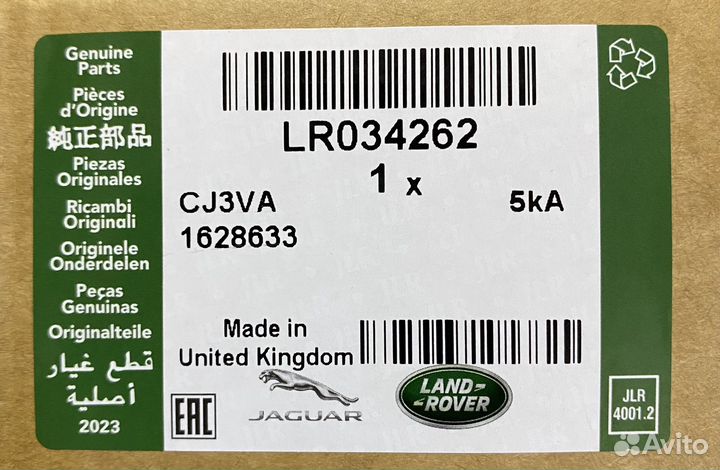 Genuine
Parts
Pièces
d'Origine
純正部品
Piezas
Originales
Ricambi
Originali
Originele
Onderdelen
Peças
Genuinas
Originalteile
قطع غيار
أصلية
2023
LR034262
1 x
CJ3VA
5kA
1628633
Made in
United Kingdom
EAC
JAGUAR
LAND-
-ROVER
JLR
4001.2
Avito